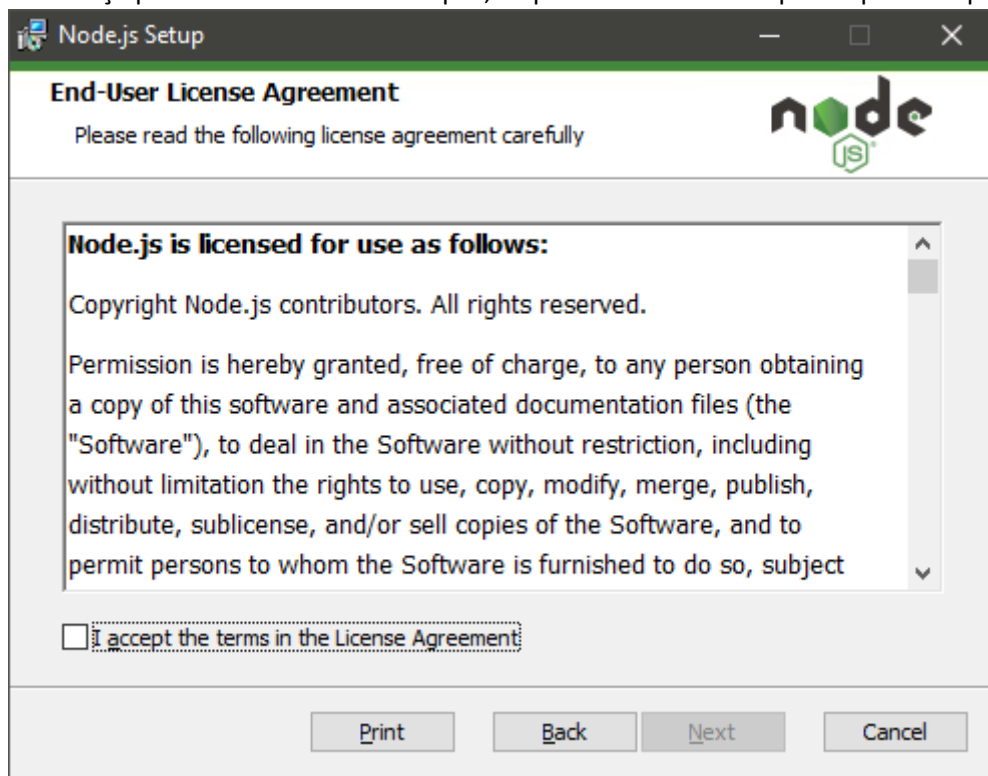 Node.js Setup
End-User License Agreement
Please read the following license agreement carefully
node
JS
Node.js is licensed for use as follows:
Copyright Node.js contributors. All rights reserved.
Permission is hereby granted, free of charge, to any person obtaining
a copy of this software and associated documentation files (the
"Software"), to deal in the Software without restriction, including
without limitation the rights to use, copy, modify, merge, publish,
distribute, sublicense, and/or sell copies of the Software, and to
permit persons to whom the Software is furnished to do so, subject
I accept the terms in the License Agreement
Print Back Next Cancel